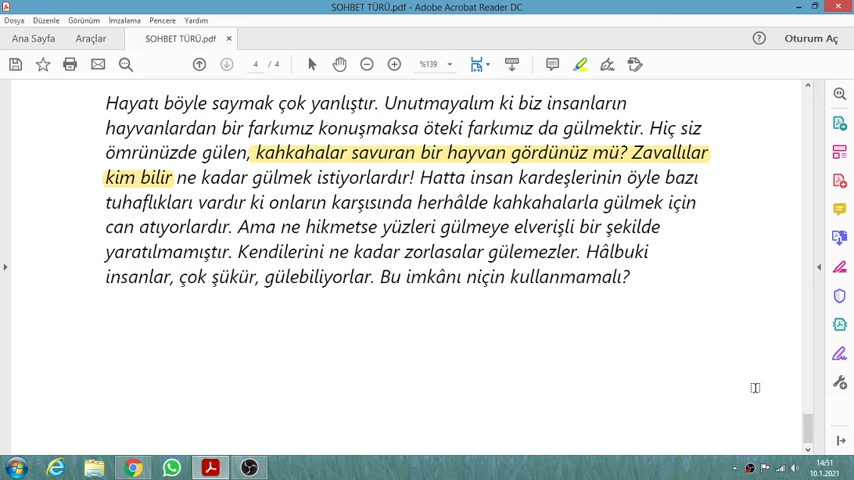 SOHBET TÜRÜ.pdf - Adobe Acrobat Reader DC
Dosya Düzenle Görünüm İmzalama Pencere Yardım
Ana Sayfa Araçlar SOHBET TÜRÜ.pdf × Oturum Aç
4 / 4 %139
Hayatı böyle saymak çok yanlıştır. Unutmayalım ki biz insanların
hayvanlardan bir farkımız konuşmaksa öteki farkımız da gülmektir. Hiç siz
ömrünüzde gülen, kahkahalar savuran bir hayvan gördünüz mü? Zavallılar
kim bilir ne kadar gülmek istiyorlardır! Hatta insan kardeşlerinin öyle bazı
tuhaflıkları vardır ki onların karşısında herhâlde kahkahalarla gülmek için
can atıyorlardır. Ama ne hikmetse yüzleri gülmeye elverişli bir şekilde
yaratılmamıştır. Kendilerini ne kadar zorlasalar gülemezler. Hâlbuki
insanlar, çok şükür, gülebiliyorlar. Bu imkânı niçin kullanmamalı?
14:51
10.1.2021